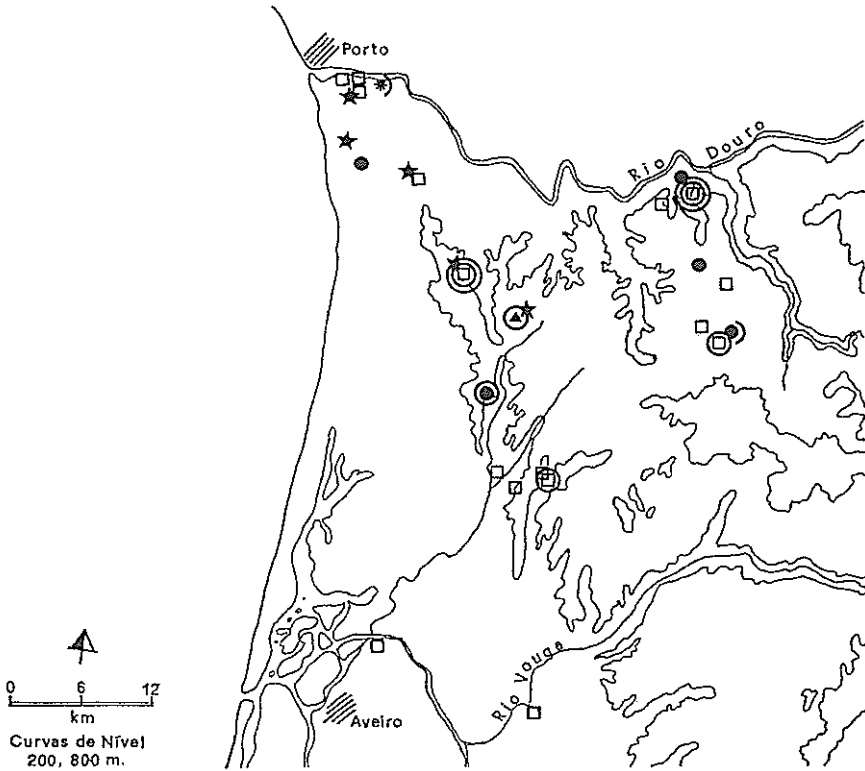 Porto
Rio Douro
Rio Vouga
Aveiro
0 6 12
km
Curvas de Nível
200, 800 m.